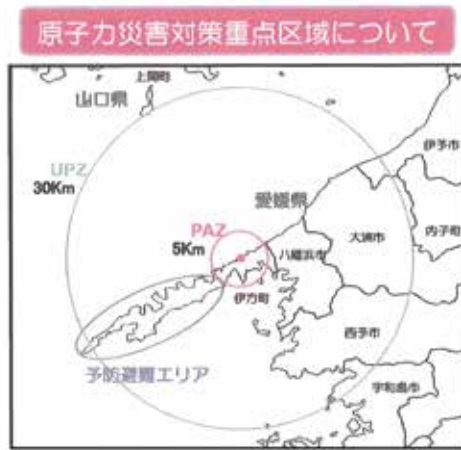 原子力災害対策重点区域について
上関町
山口県
UPZ
30Km
伊予市
愛媛県
PAZ
5Km
内子町
大洲市
八幡浜市
伊方町
西予市
予防避難エリア
宇和島市